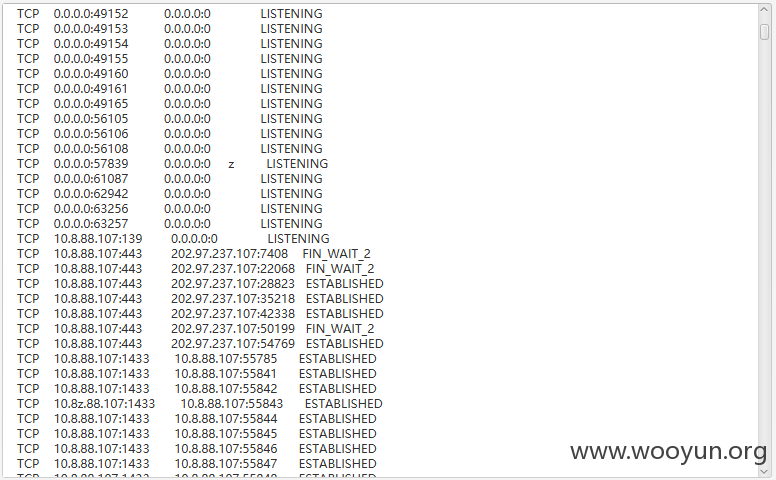 TCP 0.0.0.0:49152 0.0.0.0:0 LISTENING
TCP 0.0.0.0:49153 0.0.0.0:0 LISTENING
TCP 0.0.0.0:49154 0.0.0.0:0 LISTENING
TCP 0.0.0.0:49155 0.0.0.0:0 LISTENING
TCP 0.0.0.0:49160 0.0.0.0:0 LISTENING
TCP 0.0.0.0:49161 0.0.0.0:0 LISTENING
TCP 0.0.0.0:49165 0.0.0.0:0 LISTENING
TCP 0.0.0.0:56105 0.0.0.0:0 LISTENING
TCP 0.0.0.0:56106 0.0.0.0:0 LISTENING
TCP 0.0.0.0:56108 0.0.0.0:0 LISTENING
TCP 0.0.0.0:57839 0.0.0.0:0 z LISTENING
TCP 0.0.0.0:61087 0.0.0.0:0 LISTENING
TCP 0.0.0.0:62942 0.0.0.0:0 LISTENING
TCP 0.0.0.0:63256 0.0.0.0:0 LISTENING
TCP 0.0.0.0:63257 0.0.0.0:0 LISTENING
TCP 10.8.88.107:139 0.0.0.0:0 LISTENING
TCP 10.8.88.107:443 202.97.237.107:7408 FIN_WAIT_2
TCP 10.8.88.107:443 202.97.237.107:22068 FIN_WAIT_2
TCP 10.8.88.107:443 202.97.237.107:28823 ESTABLISHED
TCP 10.8.88.107:443 202.97.237.107:35218 ESTABLISHED
TCP 10.8.88.107:443 202.97.237.107:42338 ESTABLISHED
TCP 10.8.88.107:443 202.97.237.107:50199 FIN_WAIT_2
TCP 10.8.88.107:443 202.97.237.107:54769 ESTABLISHED
TCP 10.8.88.107:1433 10.8.88.107:55785 ESTABLISHED
TCP 10.8.88.107:1433 10.8.88.107:55841 ESTABLISHED
TCP 10.8.88.107:1433 10.8.88.107:55842 ESTABLISHED
TCP 10.8z.88.107:1433 10.8.88.107:55843 ESTABLISHED
TCP 10.8.88.107:1433 10.8.88.107:55844 ESTABLISHED
TCP 10.8.88.107:1433 10.8.88.107:55845 ESTABLISHED
TCP 10.8.88.107:1433 10.8.88.107:55846 ESTABLISHED
TCP 10.8.88.107:1433 10.8.88.107:55847 ESTABLISHED
www.wooyun.org